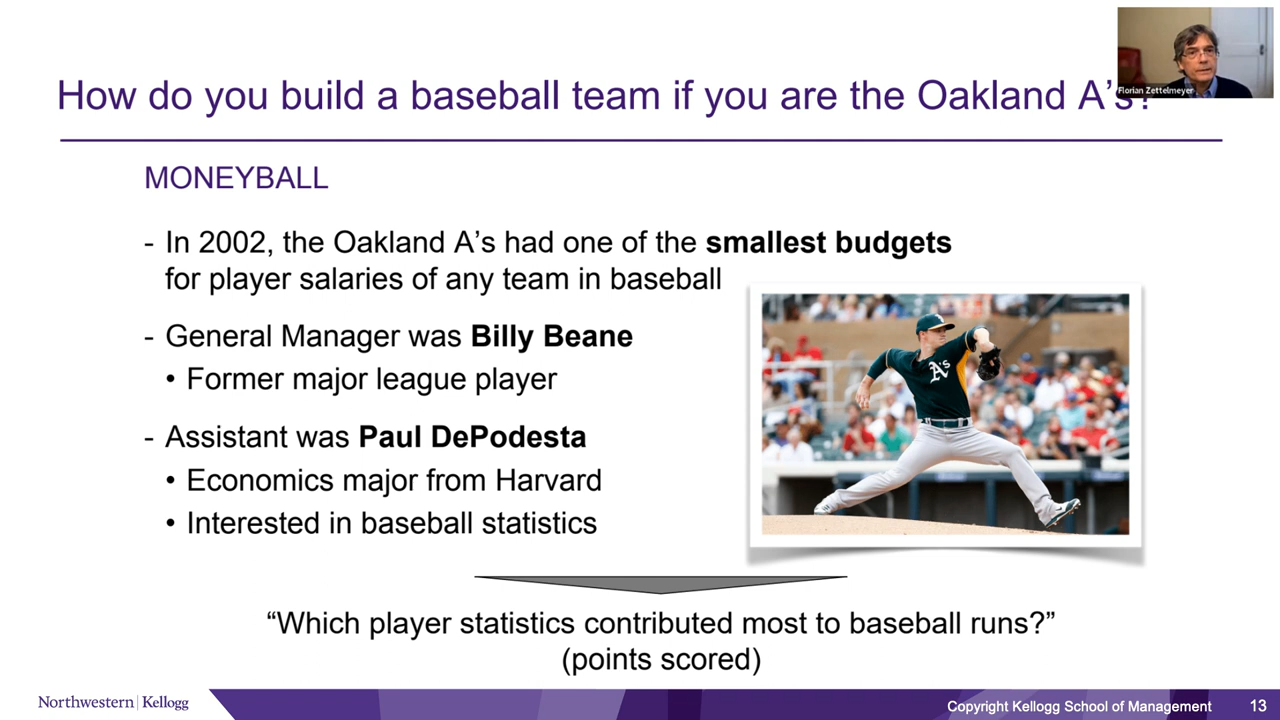 How do you build a baseball team if you are the Oakland A's?
Florian Zettelmeyer
MONEYBALL
- In 2002, the Oakland A's had one of the smallest budgets
for player salaries of any team in baseball
- General Manager was Billy Beane
• Former major league player
- Assistant was Paul DePodesta
• Economics major from Harvard
• Interested in baseball statistics
A's
“Which player statistics contributed most to baseball runs?”
(points scored)
Northwestern | Kellogg
Copyright Kellogg School of Management 13